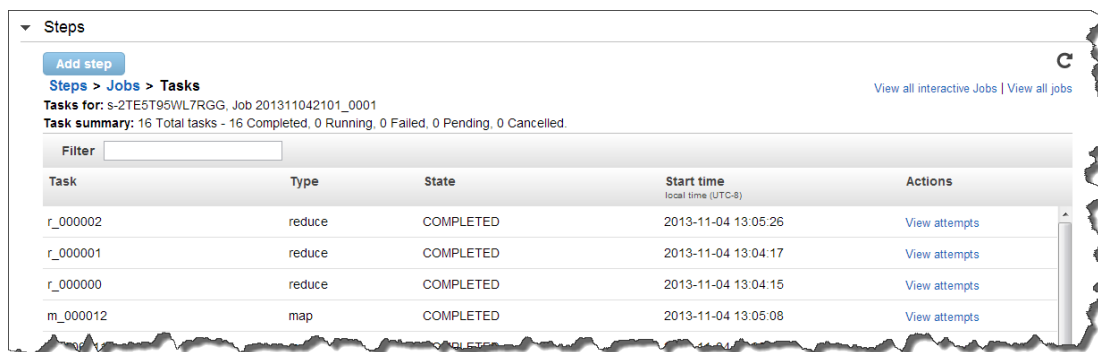 Steps
Add step
Steps > Jobs > Tasks
View all interactive Jobs | View all jobs
Tasks for: s-2TE5T95WL7RGG, Job 201311042101_0001
Task summary: 16 Total tasks - 16 Completed, 0 Running, 0 Failed, 0 Pending, 0 Cancelled.
Filter
Task Type State Start time Actions
local time (UTC-8)
r_000002 reduce COMPLETED 2013-11-04 13:05:26 View attempts
r_000001 reduce COMPLETED 2013-11-04 13:04:17 View attempts
r_000000 reduce COMPLETED 2013-11-04 13:04:15 View attempts
m_000012 map COMPLETED 2013-11-04 13:05:08 View attempts